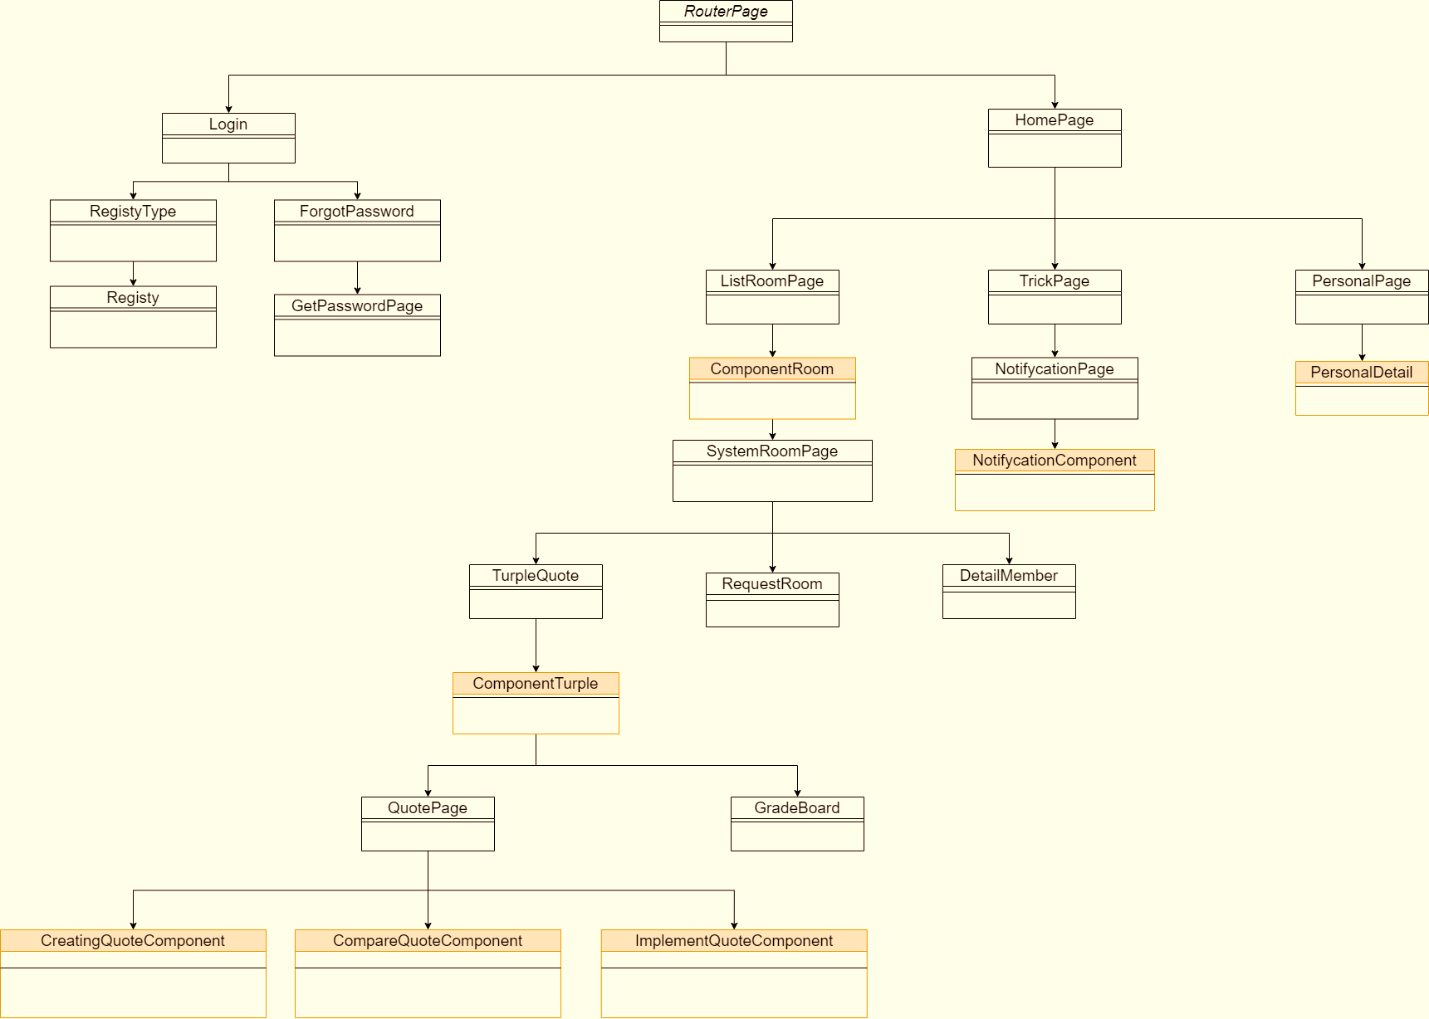 RouterPage
Login
HomePage
RegistyType
ForgotPassword
Registy
GetPasswordPage
ListRoomPage
TrickPage
PersonalPage
ComponentRoom
NotifycationPage
PersonalDetail
SystemRoomPage
NotifycationComponent
TurpleQuote
RequestRoom
DetailMember
ComponentTurple
QuotePage
GradeBoard
CreatingQuoteComponent
CompareQuoteComponent
ImplementQuoteComponent